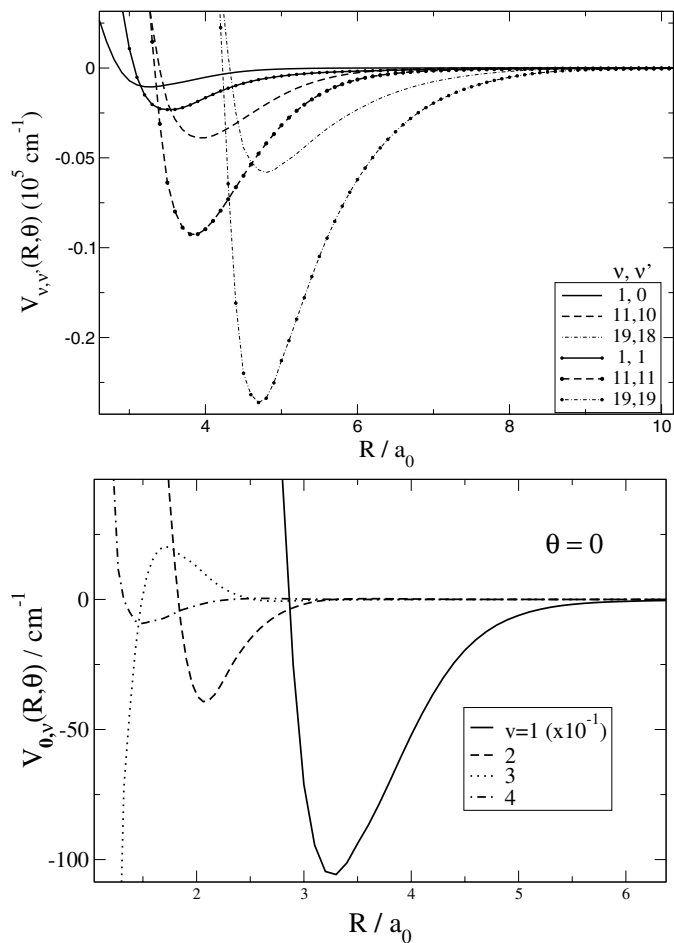 0
-0.05
-0.1
-0.2
V_{ν,ν'}(R,θ) (10^5 cm^{-1})
ν, ν'
1, 0
11,10
19,18
1, 1
11,11
19,19
4 6 8 10
R / a_0
0
-50
-100
V_{0,ν}(R,θ) / cm^{-1}
θ = 0
v=1 (x10^{-1})
2
3
4
2 3 4 5 6
R / a_0